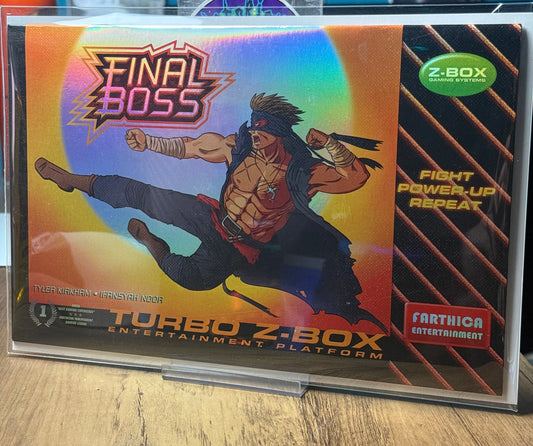 FINAL
BOSS
Z-BOX
GAMING SYSTEMS
FIGHT
POWER-UP
REPEAT
TYLER KIRKHAM • IFANSYAH NOOR
1
TURBO Z-BOX
ENTERTAINMENT PLATFORM
FARTHICA
ENTERTAINMENT